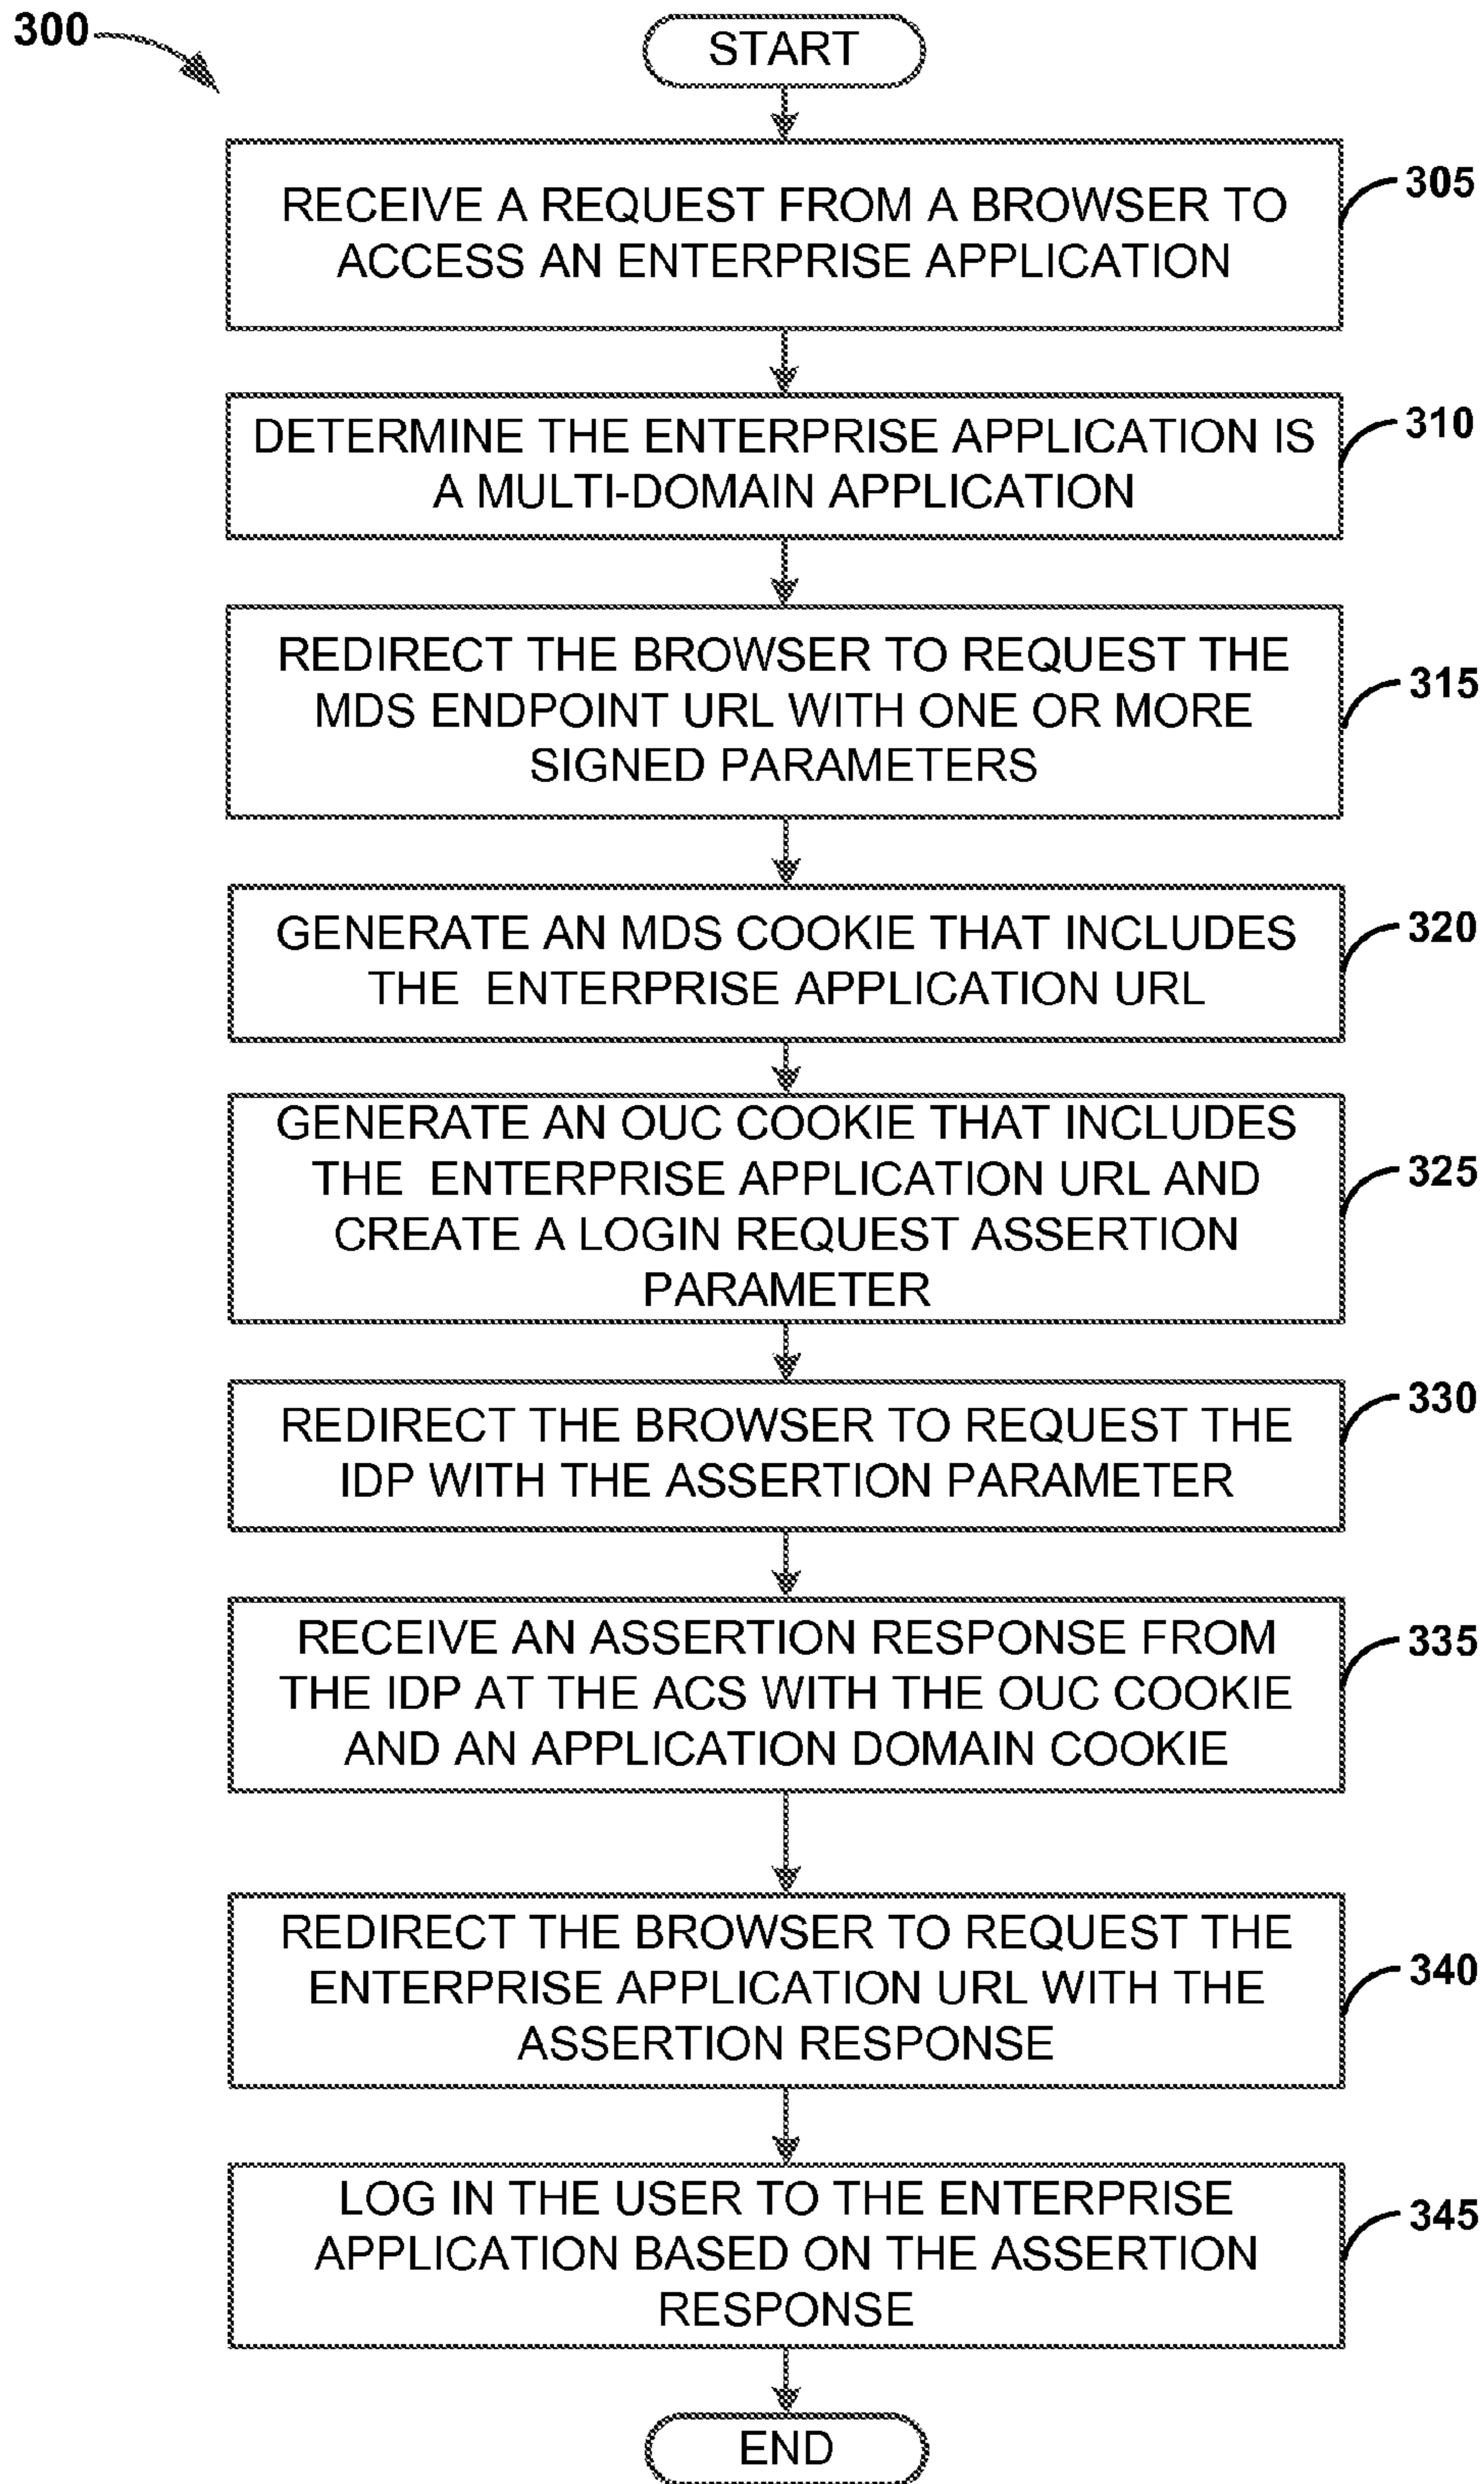 300
START
RECEIVE A REQUEST FROM A BROWSER TO
ACCESS AN ENTERPRISE APPLICATION
305
DETERMINE THE ENTERPRISE APPLICATION IS
A MULTI-DOMAIN APPLICATION
310
REDIRECT THE BROWSER TO REQUEST THE
MDS ENDPOINT URL WITH ONE OR MORE
SIGNED PARAMETERS
315
GENERATE AN MDS COOKIE THAT INCLUDES
THE ENTERPRISE APPLICATION URL
320
GENERATE AN OUC COOKIE THAT INCLUDES
THE ENTERPRISE APPLICATION URL AND
CREATE A LOGIN REQUEST ASSERTION
PARAMETER
325
REDIRECT THE BROWSER TO REQUEST THE
IDP WITH THE ASSERTION PARAMETER
330
RECEIVE AN ASSERTION RESPONSE FROM
THE IDP AT THE ACS WITH THE OUC COOKIE
AND AN APPLICATION DOMAIN COOKIE
335
REDIRECT THE BROWSER TO REQUEST THE
ENTERPRISE APPLICATION URL WITH THE
ASSERTION RESPONSE
340
LOG IN THE USER TO THE ENTERPRISE
APPLICATION BASED ON THE ASSERTION
RESPONSE
345
END